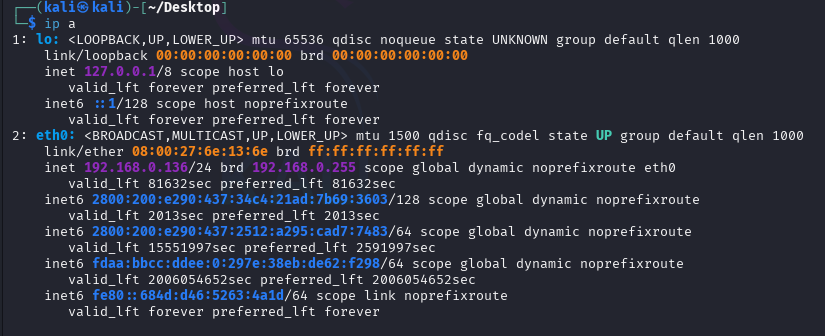 ┌──(kali㉿kali)-[~/Desktop]
└─$ ip a
1: lo: <LOOPBACK,UP,LOWER_UP> mtu 65536 qdisc noqueue state UNKNOWN group default qlen 1000
    link/loopback 00:00:00:00:00:00 brd 00:00:00:00:00:00
    inet 127.0.0.1/8 scope host lo
       valid_lft forever preferred_lft forever
    inet6 ::1/128 scope host noprefixroute
       valid_lft forever preferred_lft forever
2: eth0: <BROADCAST,MULTICAST,UP,LOWER_UP> mtu 1500 qdisc fq_codel state UP group default qlen 1000
    link/ether 08:00:27:6e:13:6e brd ff:ff:ff:ff:ff:ff
    inet 192.168.0.136/24 brd 192.168.0.255 scope global dynamic noprefixroute eth0
       valid_lft 81632sec preferred_lft 81632sec
    inet6 2800:200:e290:437:34c4:21ad:7b69:3603/128 scope global dynamic noprefixroute
       valid_lft 2013sec preferred_lft 2013sec
    inet6 2800:200:e290:437:2512:a295:cad7:7483/64 scope global dynamic noprefixroute
       valid_lft 15551997sec preferred_lft 2591997sec
    inet6 fdaa:bbcc:ddee:0:297e:38eb:de62:f298/64 scope global dynamic noprefixroute
       valid_lft 2006054652sec preferred_lft 2006054652sec
    inet6 fe80::684d:d46:5263:4a1d/64 scope link noprefixroute
       valid_lft forever preferred_lft forever